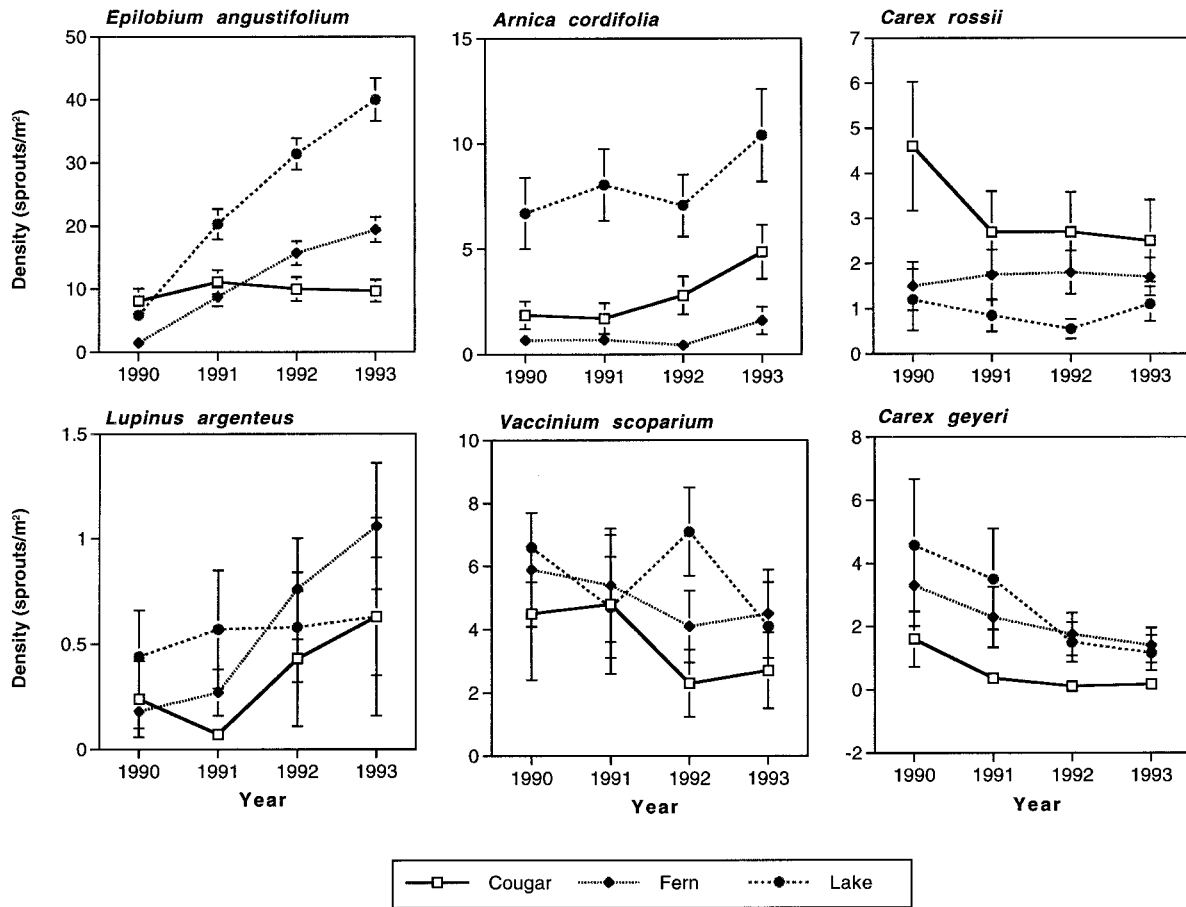 Epilobium angustifolium
Arnica cordifolia
Carex rossii
Density (sprouts/m²)
50
40
30
20
10
0
1990 1991 1992 1993
15
10
5
0
1990 1991 1992 1993
7
6
5
4
3
2
1
0
1990 1991 1992 1993
Lupinus argenteus
Vaccinium scoparium
Carex geyeri
Density (sprouts/m²)
1.5
1
0.5
0
1990 1991 1992 1993
Year
10
8
6
4
2
0
1990 1991 1992 1993
Year
8
6
4
2
0
-2
1990 1991 1992 1993
Year
Cougar Fern Lake